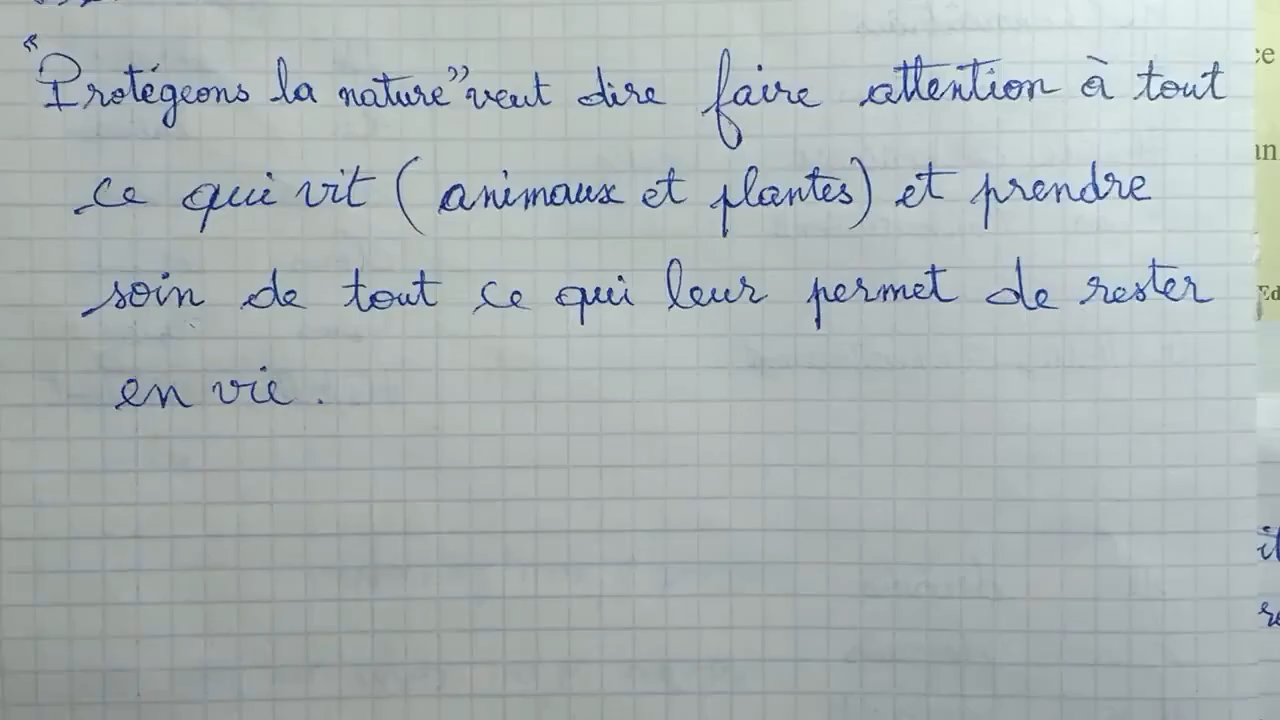 "Protégeons la nature" veut dire faire attention à tout
ce qui vit (animaux et plantes) et prendre
soin de tout ce qui leur permet de rester
en vie.